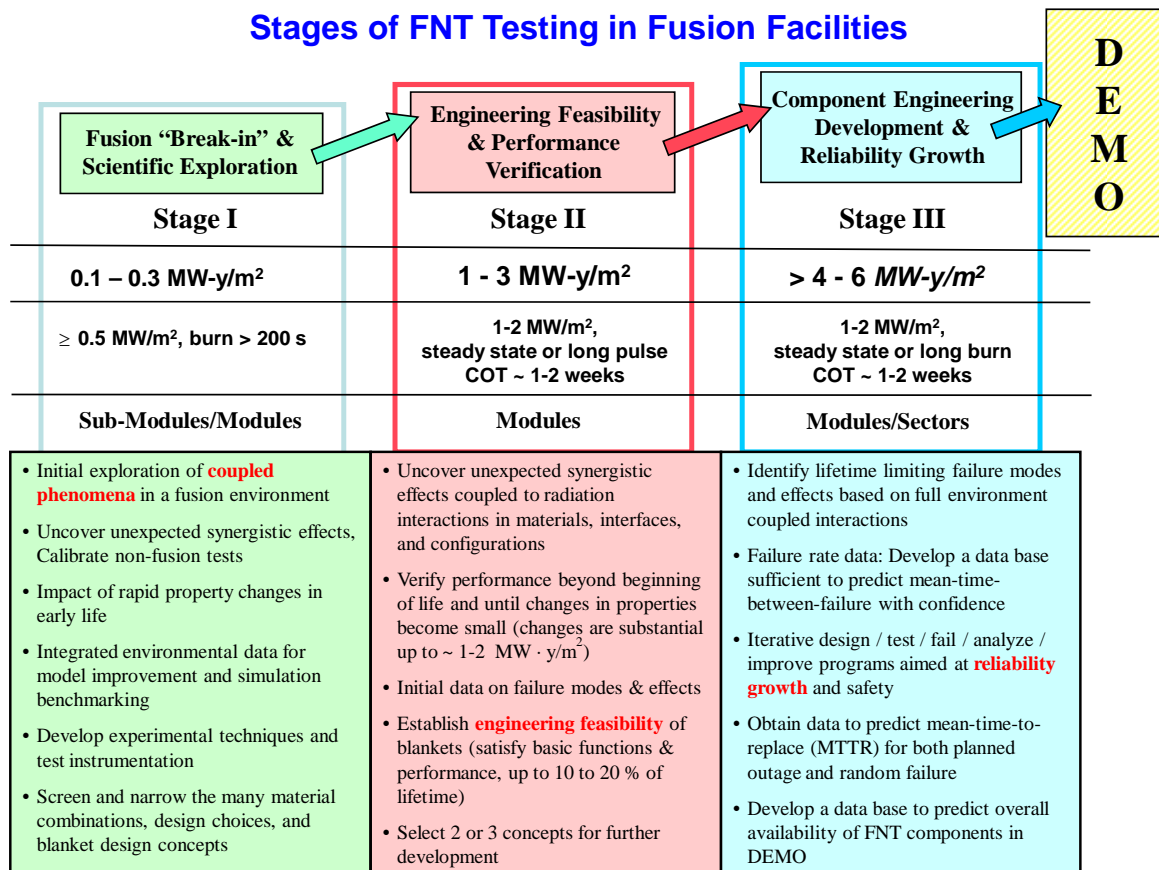 Stages of FNT Testing in Fusion Facilities
D
E
M
O
Fusion “Break-in” &
Scientific Exploration
Engineering Feasibility
& Performance
Verification
Component Engineering
Development &
Reliability Growth
Stage I
Stage II
Stage III
0.1 – 0.3 MW-y/m²
1 - 3 MW-y/m²
> 4 - 6 MW-y/m²
≥ 0.5 MW/m², burn > 200 s
1-2 MW/m²,
steady state or long pulse
COT ~ 1-2 weeks
1-2 MW/m²,
steady state or long burn
COT ~ 1-2 weeks
Sub-Modules/Modules
Modules
Modules/Sectors
• Initial exploration of coupled
phenomena in a fusion environment
• Uncover unexpected synergistic effects,
Calibrate non-fusion tests
• Impact of rapid property changes in
early life
• Integrated environmental data for
model improvement and simulation
benchmarking
• Develop experimental techniques and
test instrumentation
• Screen and narrow the many material
combinations, design choices, and
blanket design concepts
• Uncover unexpected synergistic
effects coupled to radiation
interactions in materials, interfaces,
and configurations
• Verify performance beyond beginning
of life and until changes in properties
become small (changes are substantial
up to ~ 1-2 MW · y/m²)
• Initial data on failure modes & effects
• Establish engineering feasibility of
blankets (satisfy basic functions &
performance, up to 10 to 20 % of
lifetime)
• Select 2 or 3 concepts for further
development
• Identify lifetime limiting failure modes
and effects based on full environment
coupled interactions
• Failure rate data: Develop a data base
sufficient to predict mean-time-
between-failure with confidence
• Iterative design / test / fail / analyze /
improve programs aimed at reliability
growth and safety
• Obtain data to predict mean-time-to-
replace (MTTR) for both planned
outage and random failure
• Develop a data base to predict overall
availability of FNT components in
DEMO